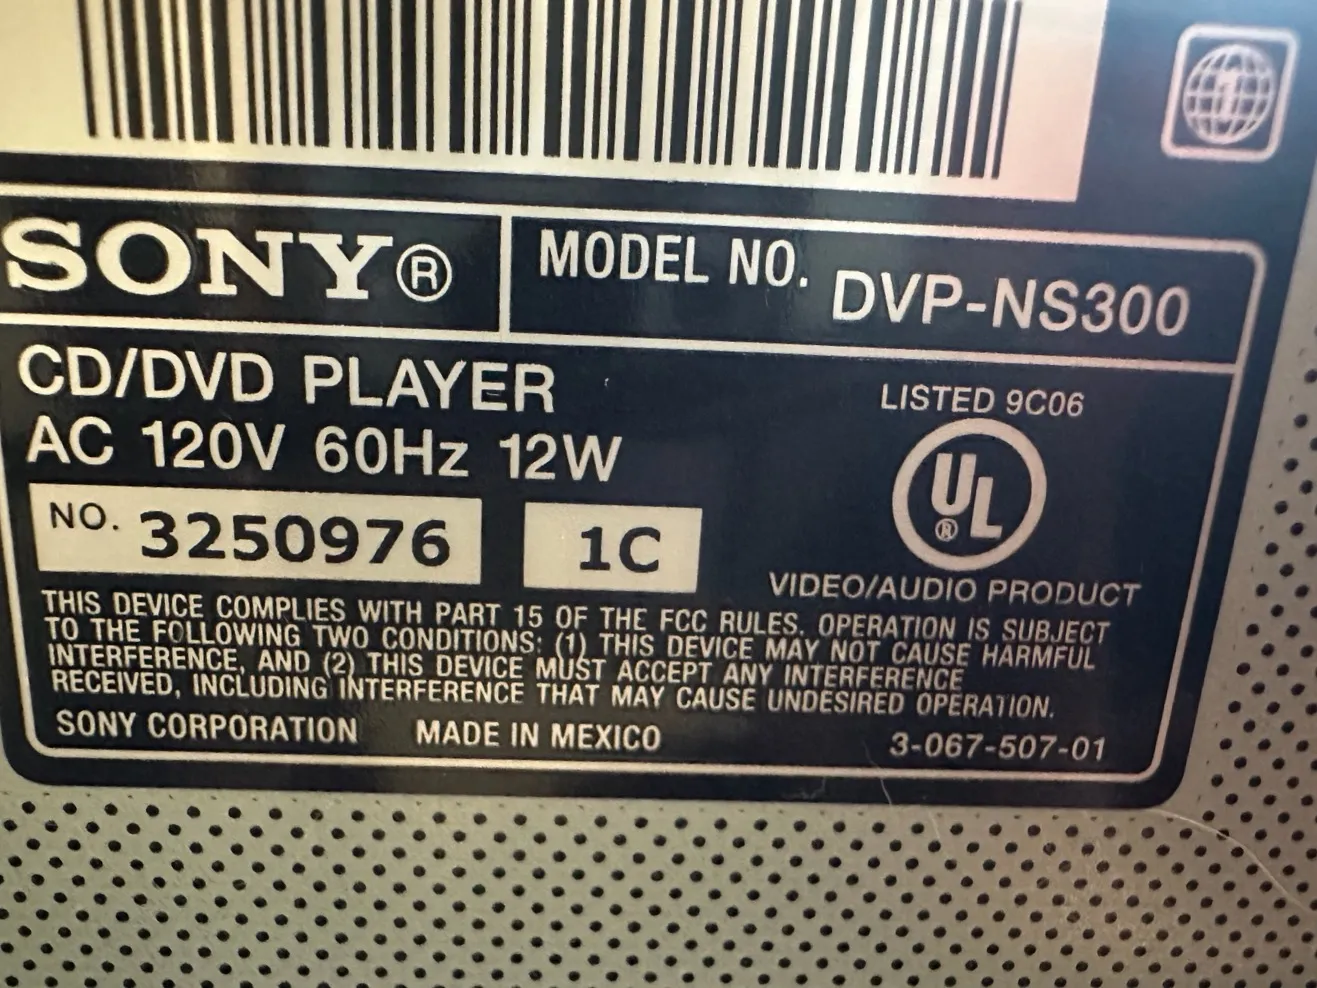 1
SONY®
MODEL NO. DVP-NS300
CD/DVD PLAYER
AC 120V 60Hz 12W
LISTED 9C06
UL®
NO. 3250976
1C
VIDEO/AUDIO PRODUCT
THIS DEVICE COMPLIES WITH PART 15 OF THE FCC RULES. OPERATION IS SUBJECT
TO THE FOLLOWING TWO CONDITIONS: (1) THIS DEVICE MAY NOT CAUSE HARMFUL
INTERFERENCE, AND (2) THIS DEVICE MUST ACCEPT ANY INTERFERENCE
RECEIVED, INCLUDING INTERFERENCE THAT MAY CAUSE UNDESIRED OPERATION.
SONY CORPORATION MADE IN MEXICO 3-067-507-01